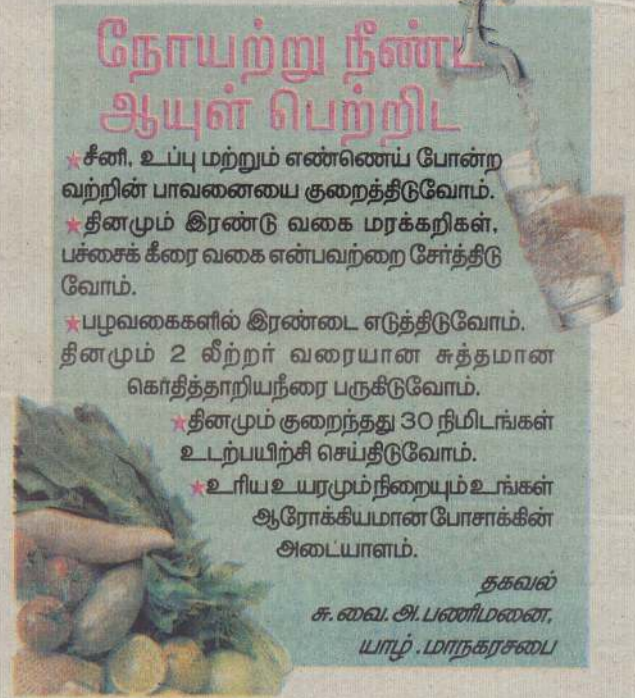 நோயற்று நீண்ட
ஆயுள் பெற்றிட
★சீனி, உப்பு மற்றும் எண்ணெய் போன்ற
வற்றின் பாவனையை குறைத்திடுவோம்.
★தினமும் இரண்டு வகை மரக்கறிகள்,
பச்சைக் கீரை வகை என்பவற்றை சேர்த்திடு
வோம்.
★பழவகைகளில் இரண்டை எடுத்திடுவோம்.
தினமும் 2 லீற்றர் வரையான சுத்தமான
கொதித்தாறியநீரை பருகிடுவோம்.
★தினமும் குறைந்தது 30 நிமிடங்கள்
உடற்பயிற்சி செய்திடுவோம்.
★உரிய உயரமும் நிறையும் உங்கள்
ஆரோக்கியமான போசாக்கின்
அடையாளம்.
தகவல்
சு.வை.அ.பணிமனை,
யாழ் .மாநகரசபை